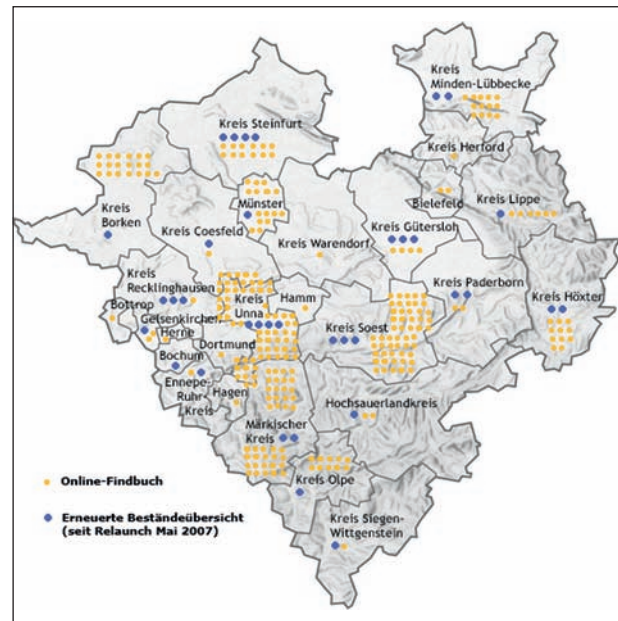 Kreis
Minden-Lübbecke
Kreis Steinfurt
Kreis Herford
Bielefeld
Kreis Lippe
Münster
Kreis
Borken
Kreis Coesfeld
Kreis Warendorf
Kreis Gütersloh
Kreis
Recklinghausen
Kreis
Unna
Hamm
Kreis Paderborn
Kreis Höxter
Bottrop
Gelsenkirchen
Herne
Kreis Soest
Dortmund
Bochum
Ennepe-
Ruhr-
Kreis
Hagen
Hochsauerlandkreis
Märkischer
Kreis
Kreis Olpe
Kreis Siegen-
Wittgenstein
Online-Findbuch
Erneuerte Beständeübersicht
(seit Relaunch Mai 2007)